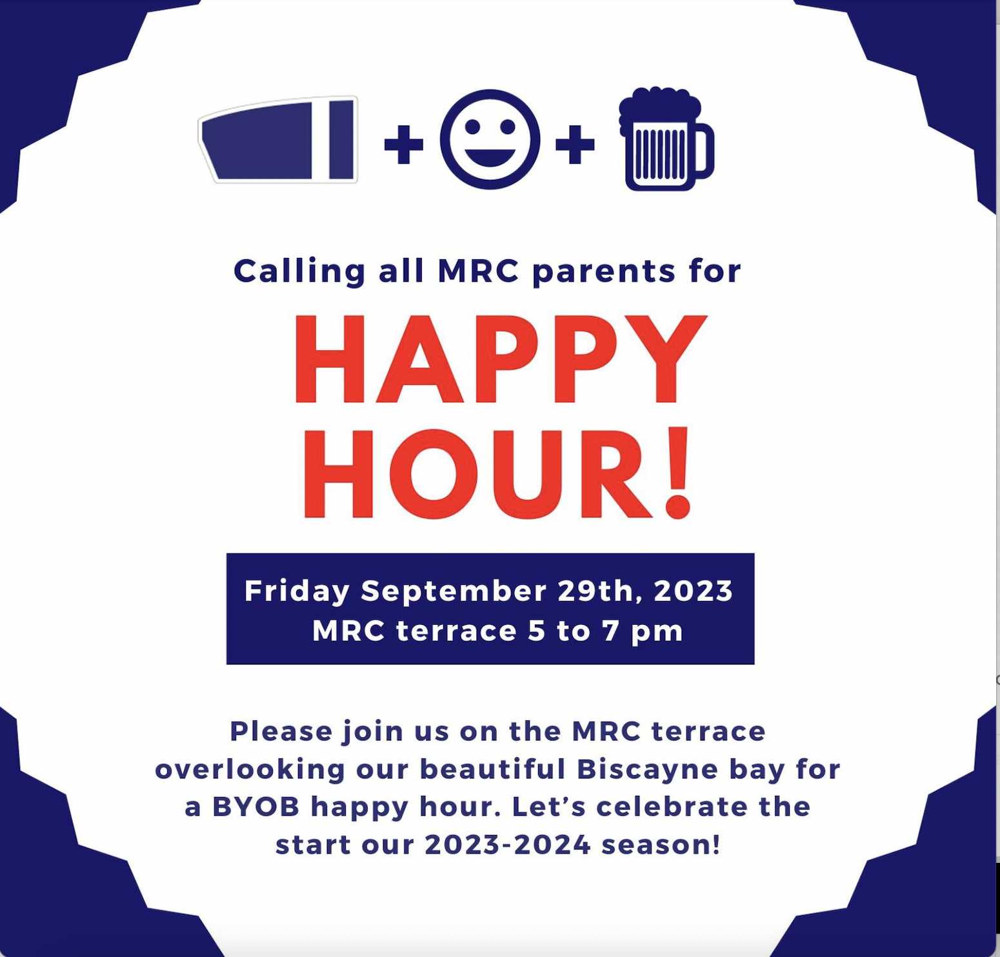 Calling all MRC parents for
HAPPY
HOUR!
Friday September 29th, 2023
MRC terrace 5 to 7 pm
Please join us on the MRC terrace
overlooking our beautiful Biscayne bay for
a BYOB happy hour. Let’s celebrate the
start our 2023-2024 season!